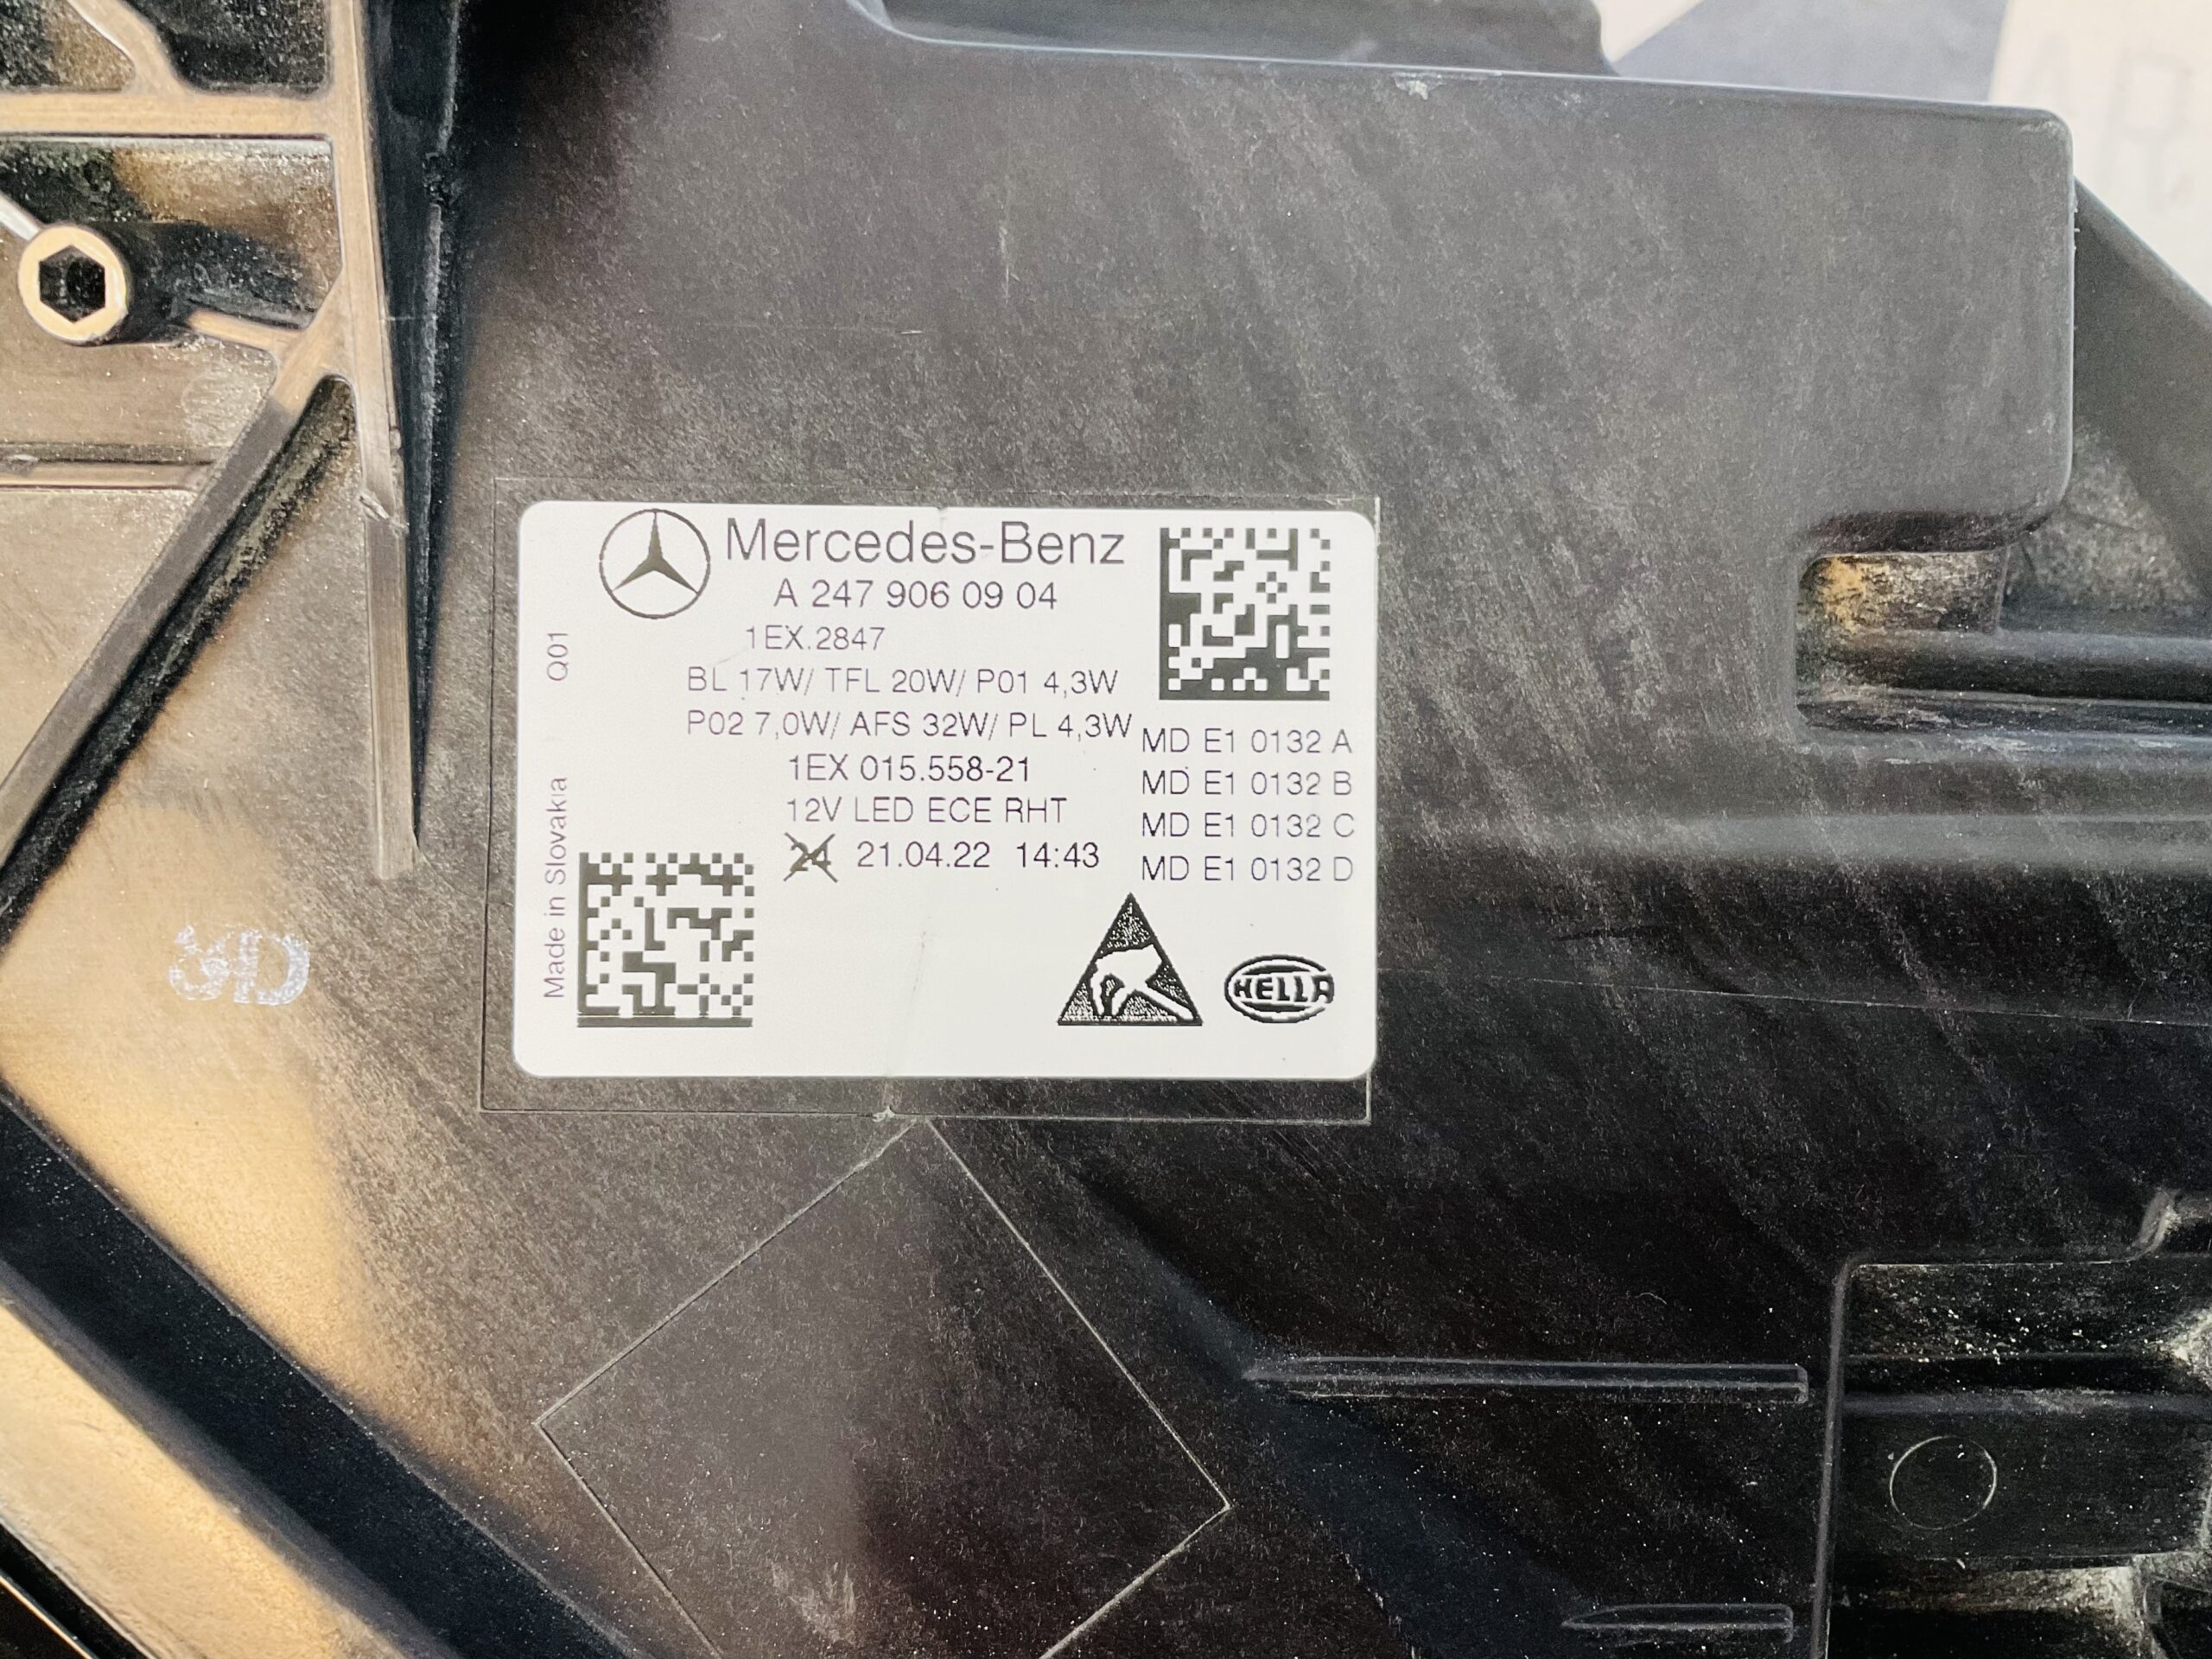 Mercedes-Benz
A 247 906 09 04
1EX.2847
BL 17W/ TFL 20W/ P01 4,3W
P02 7,0W/ AFS 32W/ PL 4,3W
1EX 015.558-21
12V LED ECE RHT
24 21.04.22 14:43
MD E1 0132 A
MD E1 0132 B
MD E1 0132 C
MD E1 0132 D
Q01
Made in Slovakia
HELLA